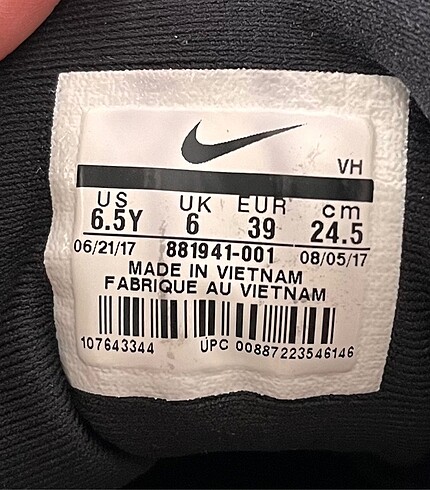 VH
US UK EUR cm
6.5Y 6 39 24.5
06/21/17 881941-001 08/05/17
MADE IN VIETNAM
FABRIQUE AU VIETNAM
107643344 UPC 00887223546146